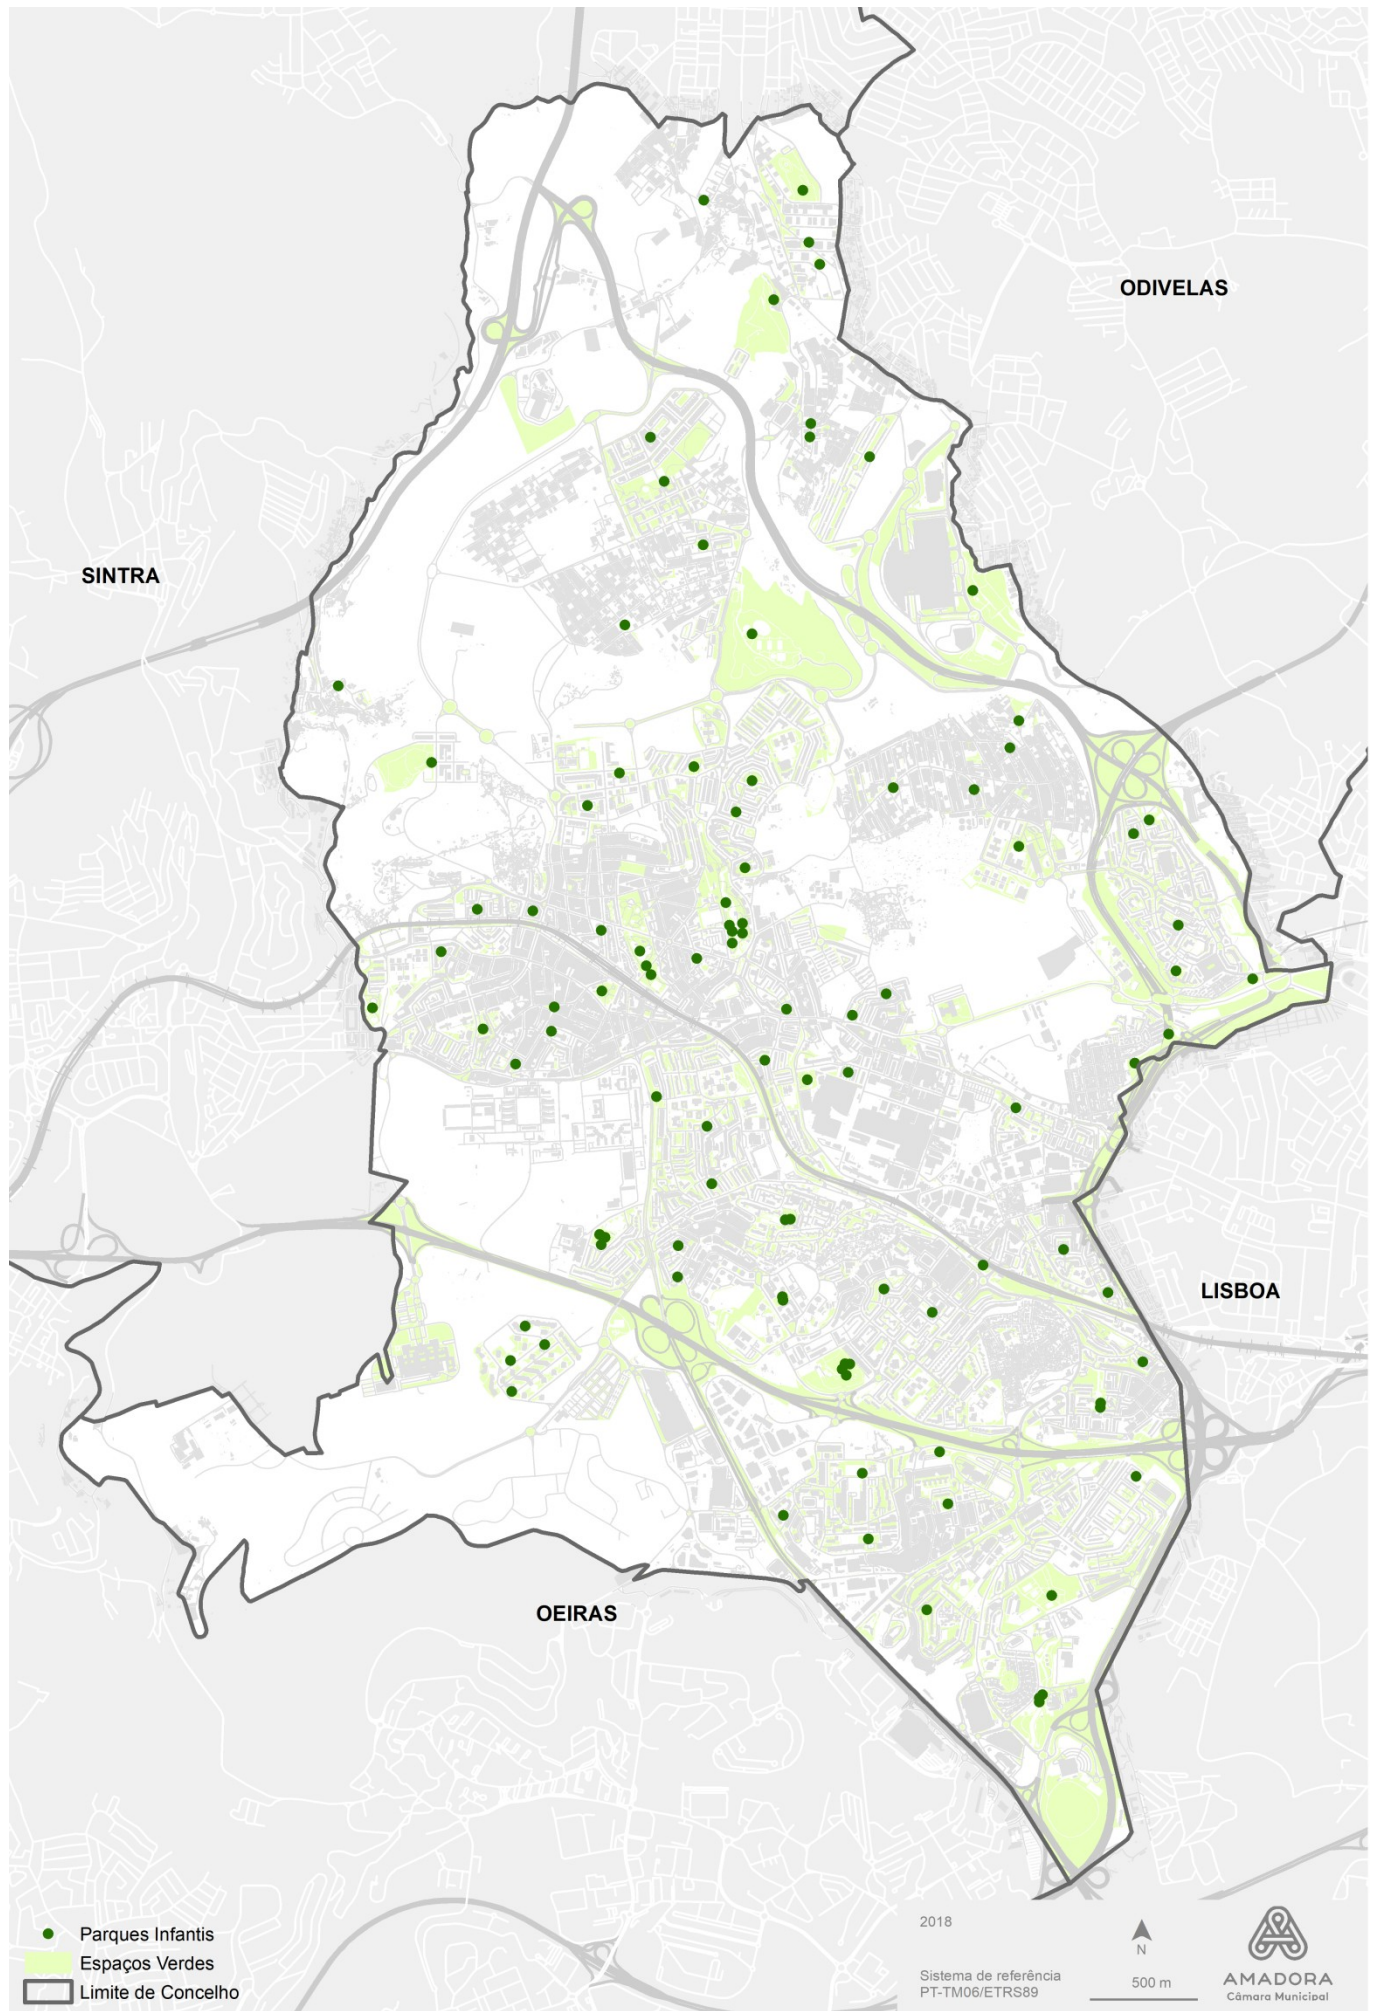 ODIVELAS
SINTRA
LISBOA
OEIRAS
Parques Infantis
Espaços Verdes
Limite de Concelho
2018
N
Sistema de referência
PT-TM06/ETRS89
500 m
AMADORA
Câmara Municipal